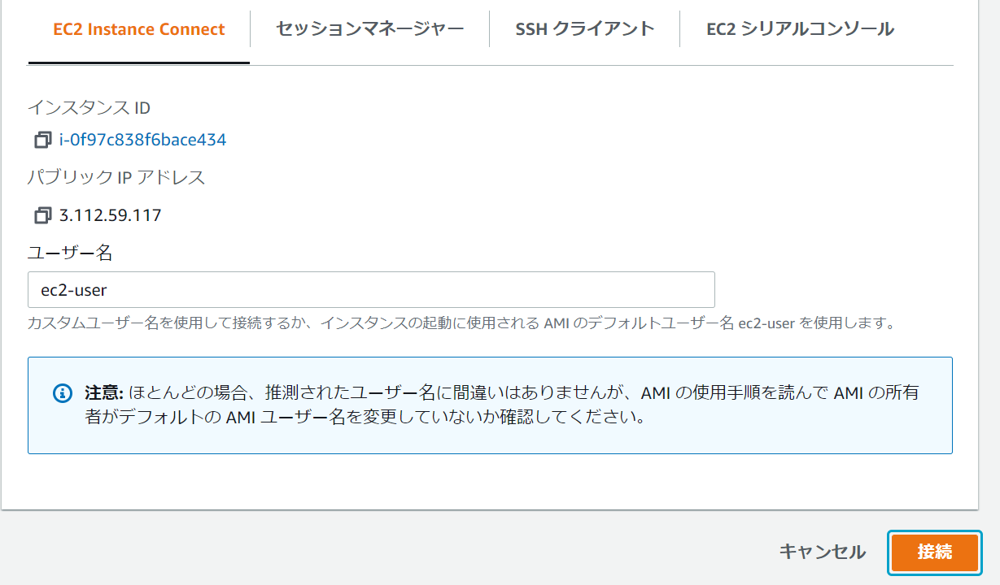 EC2 Instance Connect
セッションマネージャー
SSH クライアント
EC2 シリアルコンソール
インスタンス ID
i-0f97c838f6bace434
パブリック IP アドレス
3.112.59.117
ユーザー名
ec2-user
カスタムユーザー名を使用して接続するか、インスタンスの起動に使用される AMI のデフォルトユーザー名 ec2-user を使用します。
注意: ほとんどの場合、推測されたユーザー名に間違いはありませんが、AMI の使用手順を読んで AMI の所有
者がデフォルトの AMI ユーザー名を変更していないか確認してください。
キャンセル
接続